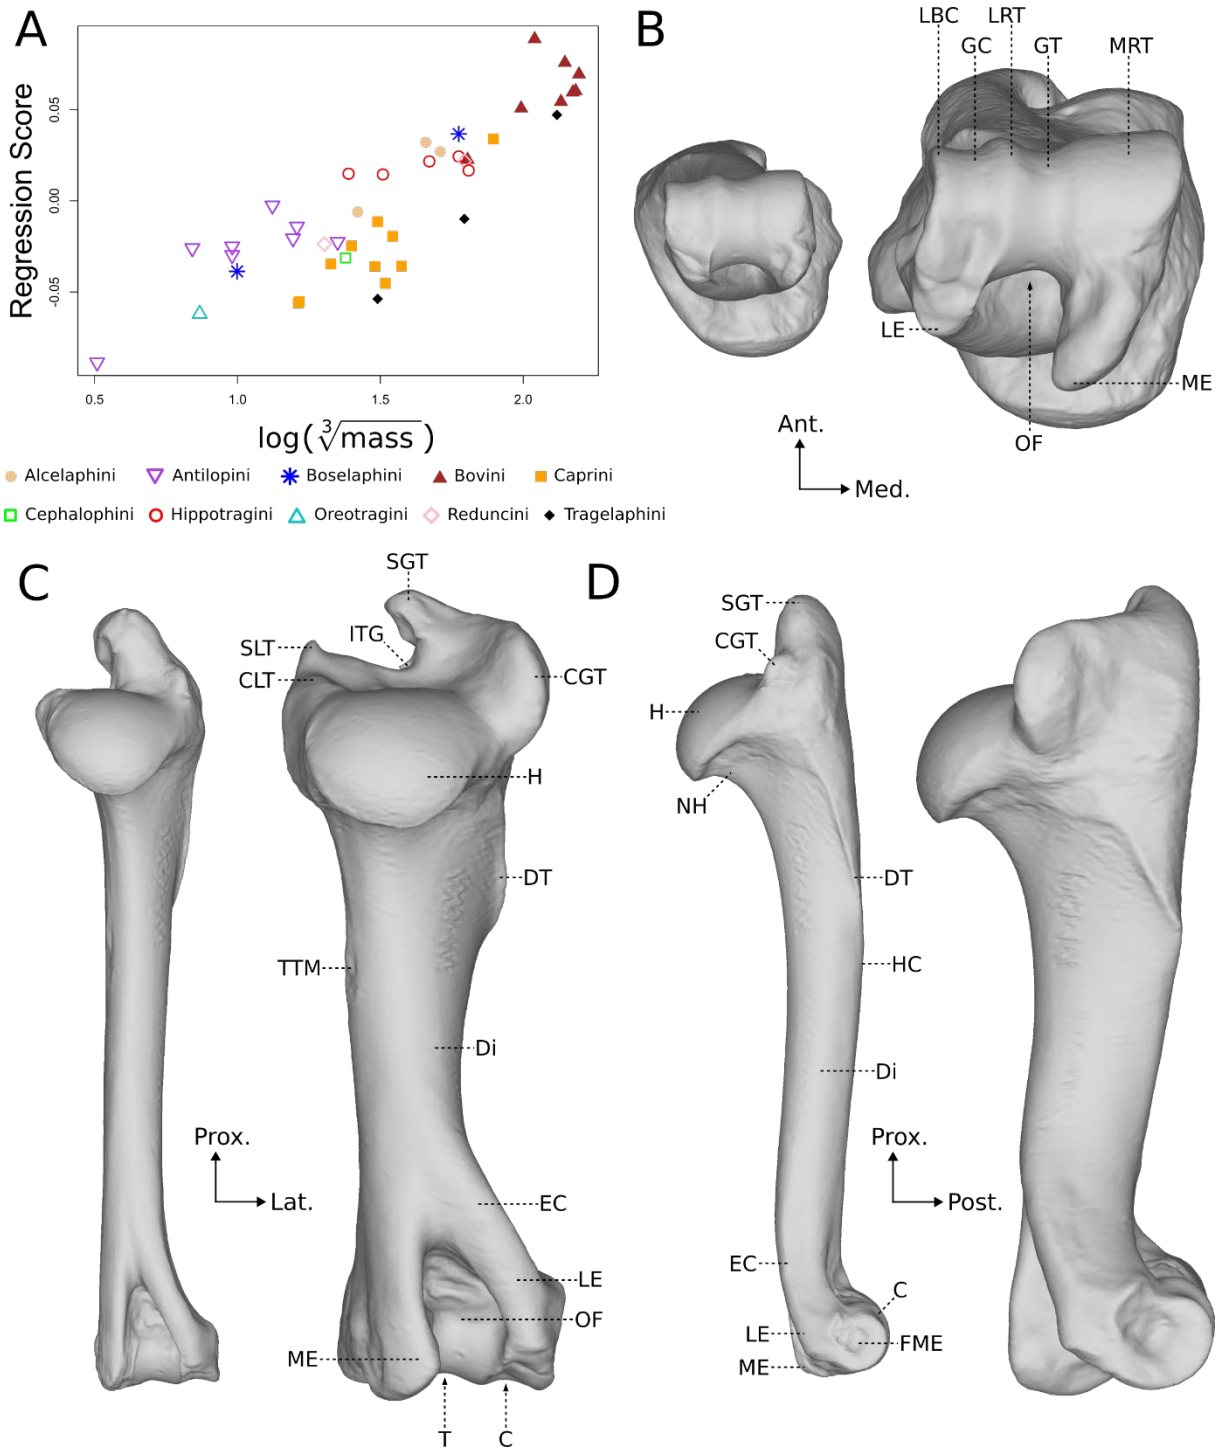 A
Regression Score
0.05
0.00
-0.05
0.5 1.0 1.5 2.0
log(∛mass)
Alcelaphini Antilopini Boselaphini Bovini Caprini
Cephalophini Hippotragini Oreotragini Reduncini Tragelaphini
B
LBC LRT
GC GT MRT
LE
ME
OF
Ant.
Med.
C
SGT
ITG
SLT
CLT
CGT
H
DT
TTM
Di
Prox.
Lat.
EC
LE
OF
ME
T C
D
SGT
CGT
H
NH
DT
HC
Di
Prox.
Post.
EC
C
LE
FME
ME